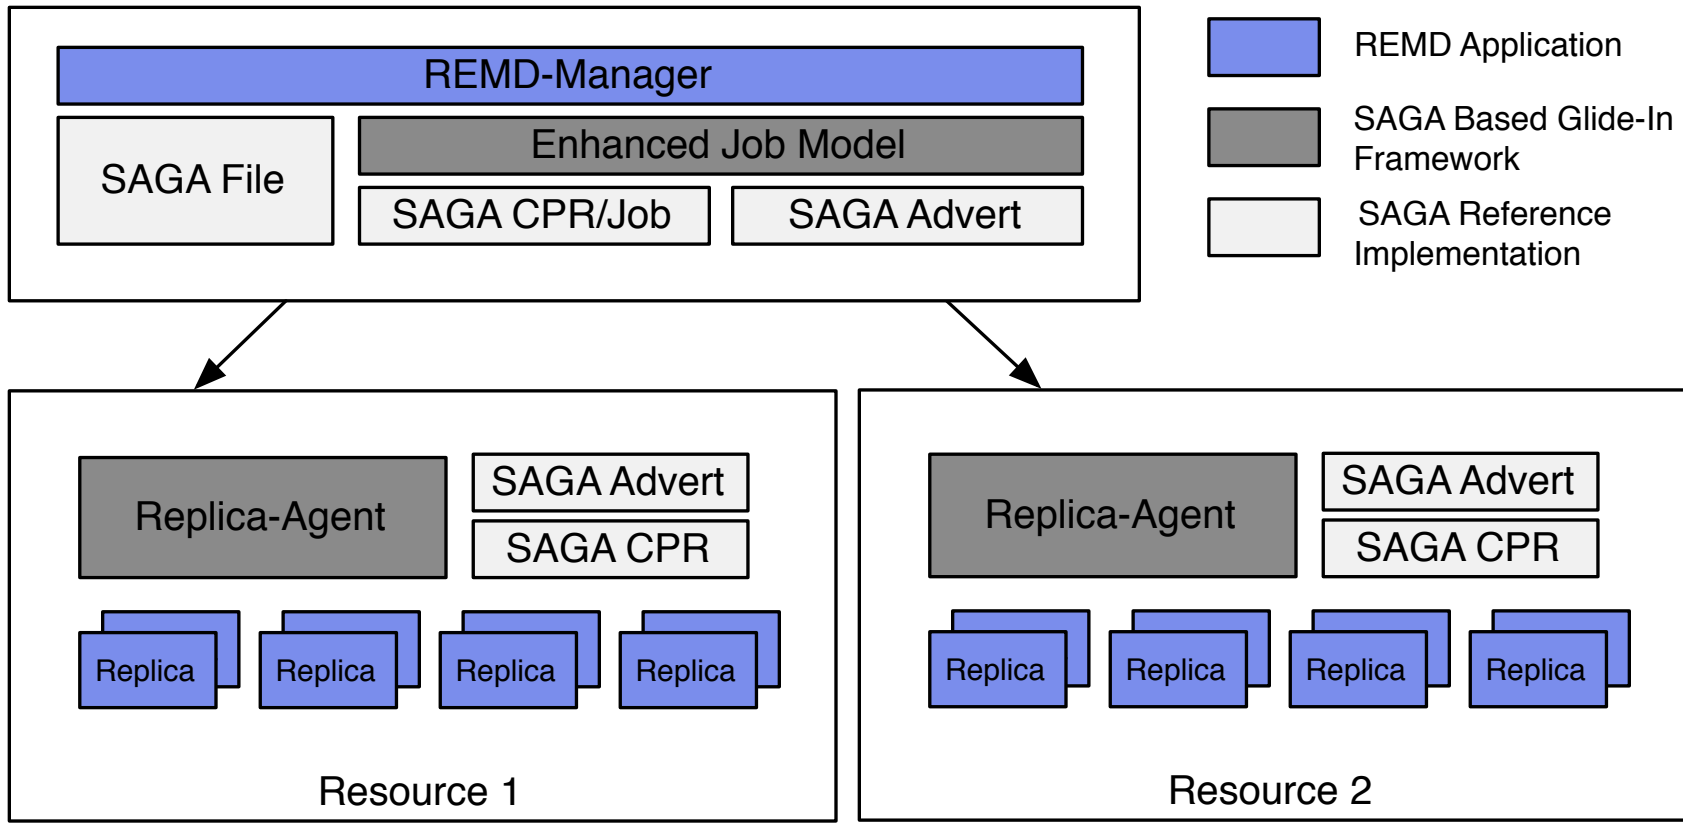 REMD-Manager
SAGA File
Enhanced Job Model
SAGA CPR/Job
SAGA Advert
REMD Application
SAGA Based Glide-In
Framework
SAGA Reference
Implementation
Replica-Agent
SAGA Advert
SAGA CPR
Replica
Replica
Replica
Replica
Resource 1
Replica-Agent
SAGA Advert
SAGA CPR
Replica
Replica
Replica
Replica
Resource 2